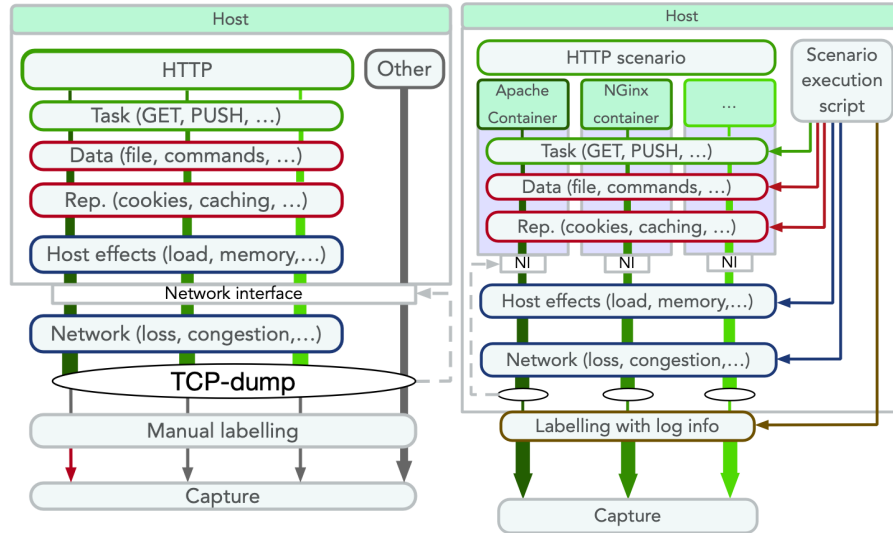 Host
HTTP
Other
Task (GET, PUSH, ...)
Data (file, commands, ...)
Rep. (cookies, caching, ...)
Host effects (load, memory,...)
Network interface
Network (loss, congestion,...)
TCP-dump
Manual labelling
Capture
Host
HTTP scenario
Scenario
execution
script
Apache
Container
NGinx
container
...
Task (GET, PUSH, ...)
Data (file, commands, ...)
Rep. (cookies, caching, ...)
NI
NI
NI
Host effects (load, memory,...)
Network (loss, congestion,...)
Labelling with log info
Capture